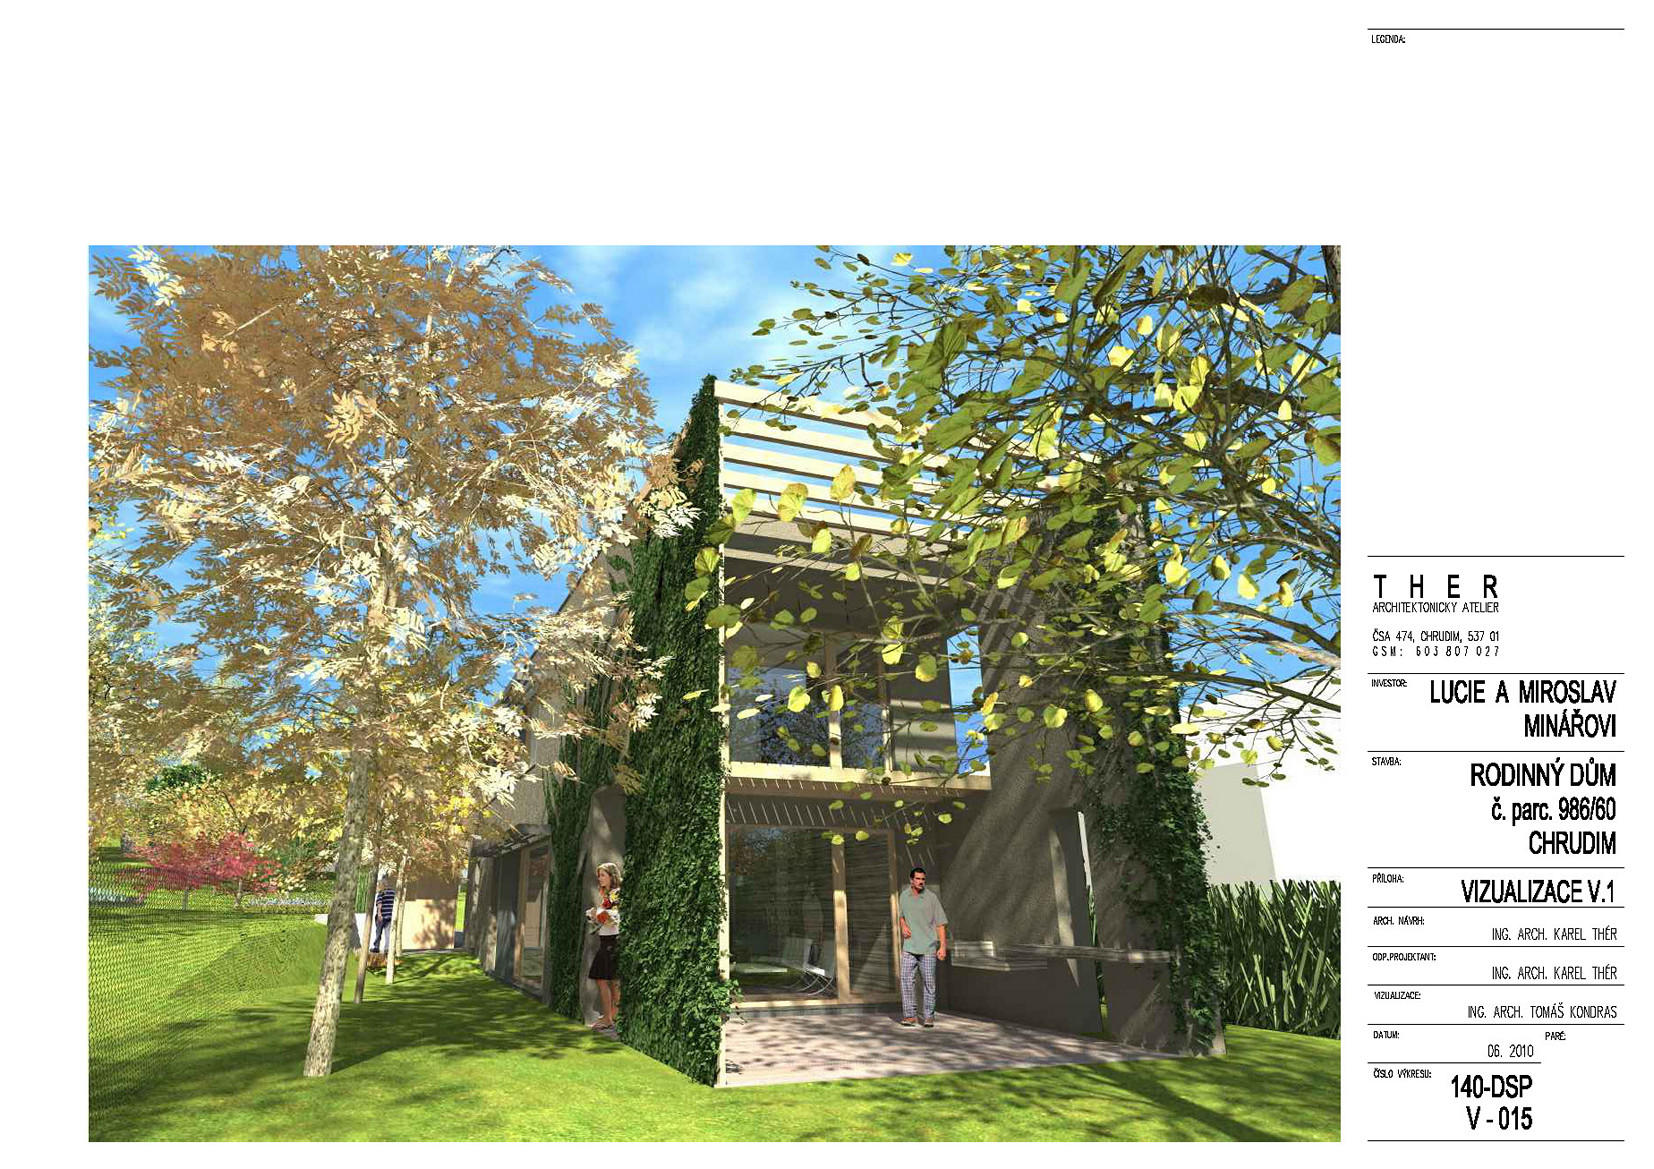 LEGENDA:
T H E R
ARCHITEKTONICKÝ ATELIER
ČSA 474, CHRUDIM, 537 01
GSM: 603 807 027
INVESTOR:
LUCIE A MIROSLAV
MINÁŘOVI
STAVBA:
RODINNÝ DŮM
č. parc. 986/60
CHRUDIM
PŘÍLOHA:
VIZUALIZACE V.1
ARCH. NÁVRH:
ING. ARCH. KAREL THÉR
ODP.PROJEKTANT:
ING. ARCH. KAREL THÉR
VIZUALIZACE:
ING. ARCH. TOMÁŠ KONDRAS
DATUM:
06. 2010
PARÉ:
ČÍSLO VÝKRESU:
140-DSP
V - 015